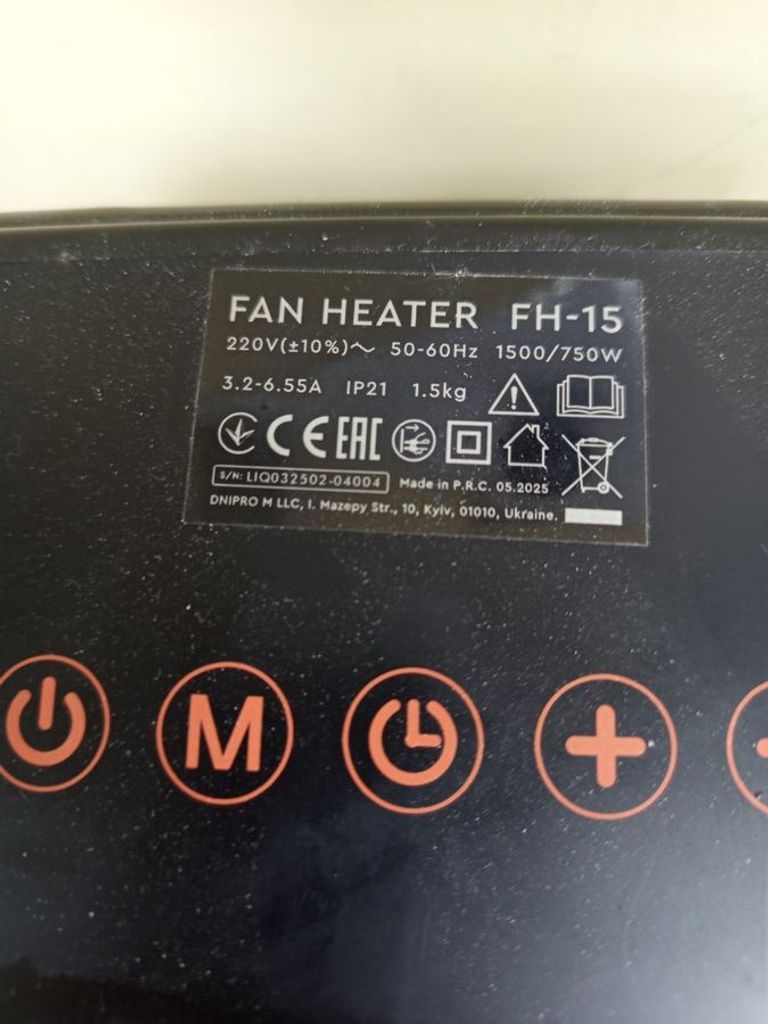 FAN HEATER FH-15
220V(±10%)~ 50-60Hz 1500/750W
3.2-6.55A IP21 1.5kg
CE EAC
S/N: LIQ032502-04004 Made in P.R.C. 05.2025
DNIPRO M LLC, I. Mazepy Str., 10, Kyiv, 01010, Ukraine.
M